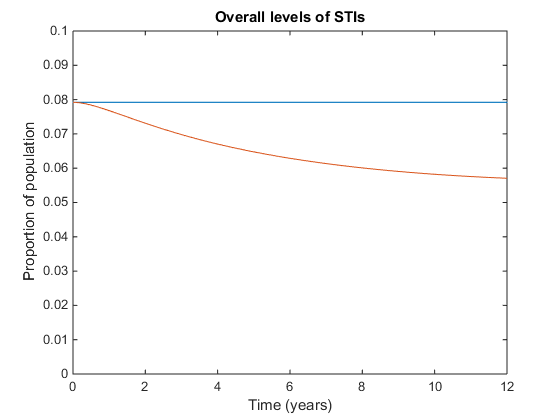 Overall levels of STIs
0.1
0.09
0.08
0.07
0.06
0.05
0.04
0.03
0.02
0.01
0
Proportion of population
0 2 4 6 8 10 12
Time (years)